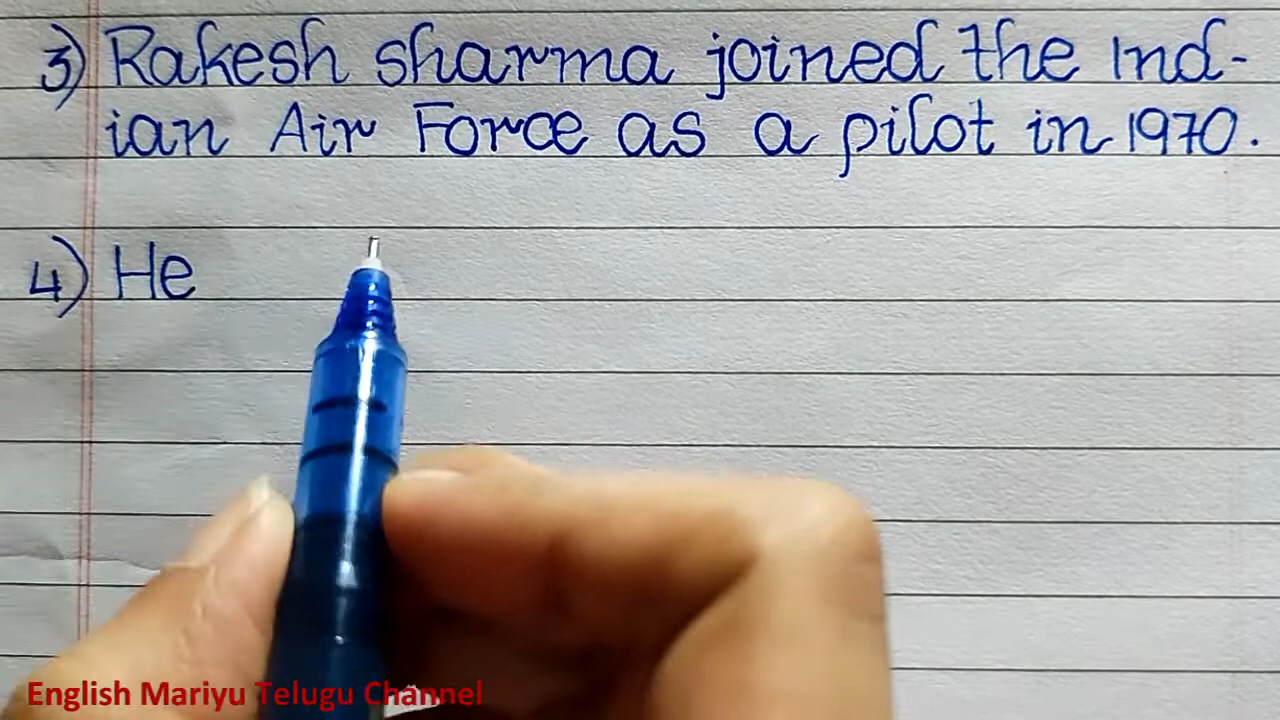 3) Rakesh sharma joined the Ind-
ian Air Force as a pilot in 1970.
4) He
English Mariyu Telugu Channel